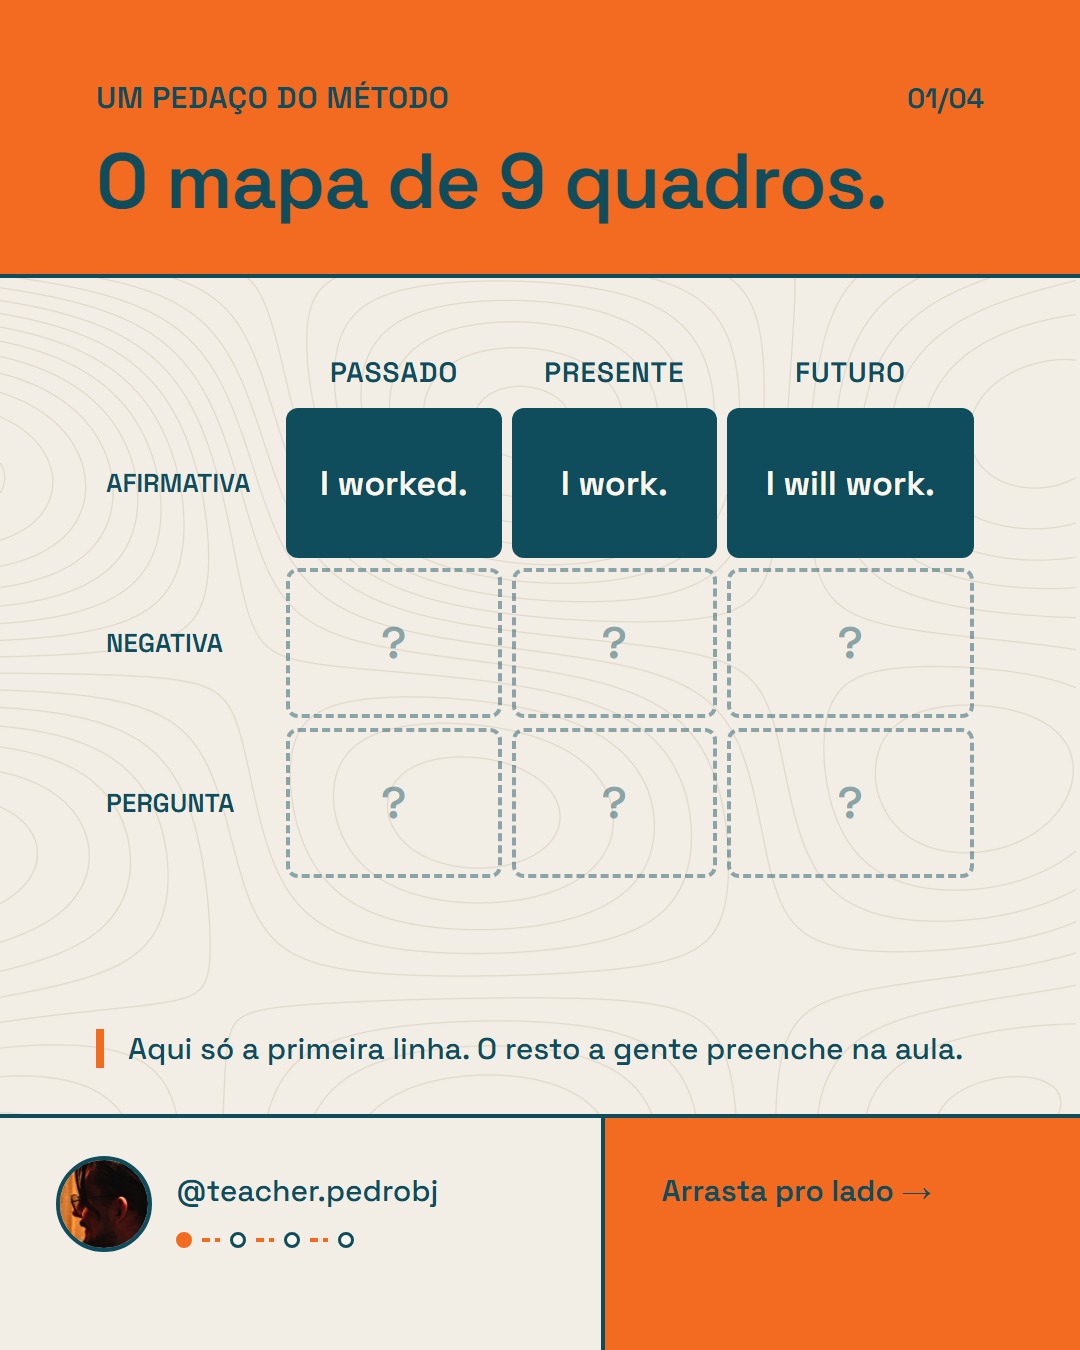 UM PEDAÇO DO MÉTODO 01/04
O mapa de 9 quadros.
PASSADO PRESENTE FUTURO
AFIRMATIVA I worked. I work. I will work.
NEGATIVA ? ? ?
PERGUNTA ? ? ?
Aqui só a primeira linha. O resto a gente preenche na aula.
@teacher.pedrobj
Arrasta pro lado →